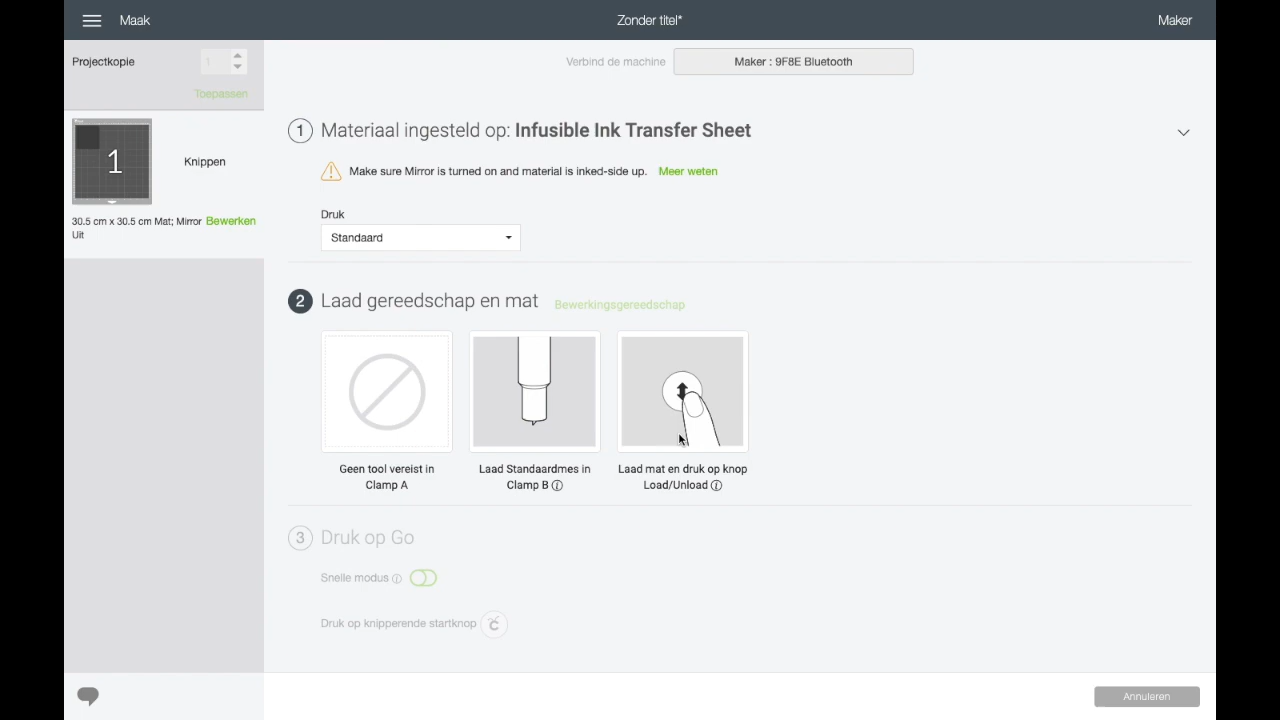 Maak
Zonder titel*
Maker
Projectkopie
1
Toepassen
Verbind de machine
Maker : 9F8E Bluetooth
1
Knippen
30.5 cm x 30.5 cm Mat; Mirror Bewerken
Uit
1 Materiaal ingesteld op: Infusible Ink Transfer Sheet
Make sure Mirror is turned on and material is inked-side up. Meer weten
Druk
Standaard
2 Laad gereedschap en mat Bewerkingsgereedschap
Geen tool vereist in
Clamp A
Laad Standaardmes in
Clamp B
Laad mat en druk op knop
Load/Unload
3 Druk op Go
Snelle modus
Druk op knipperende startknop
Annuleren